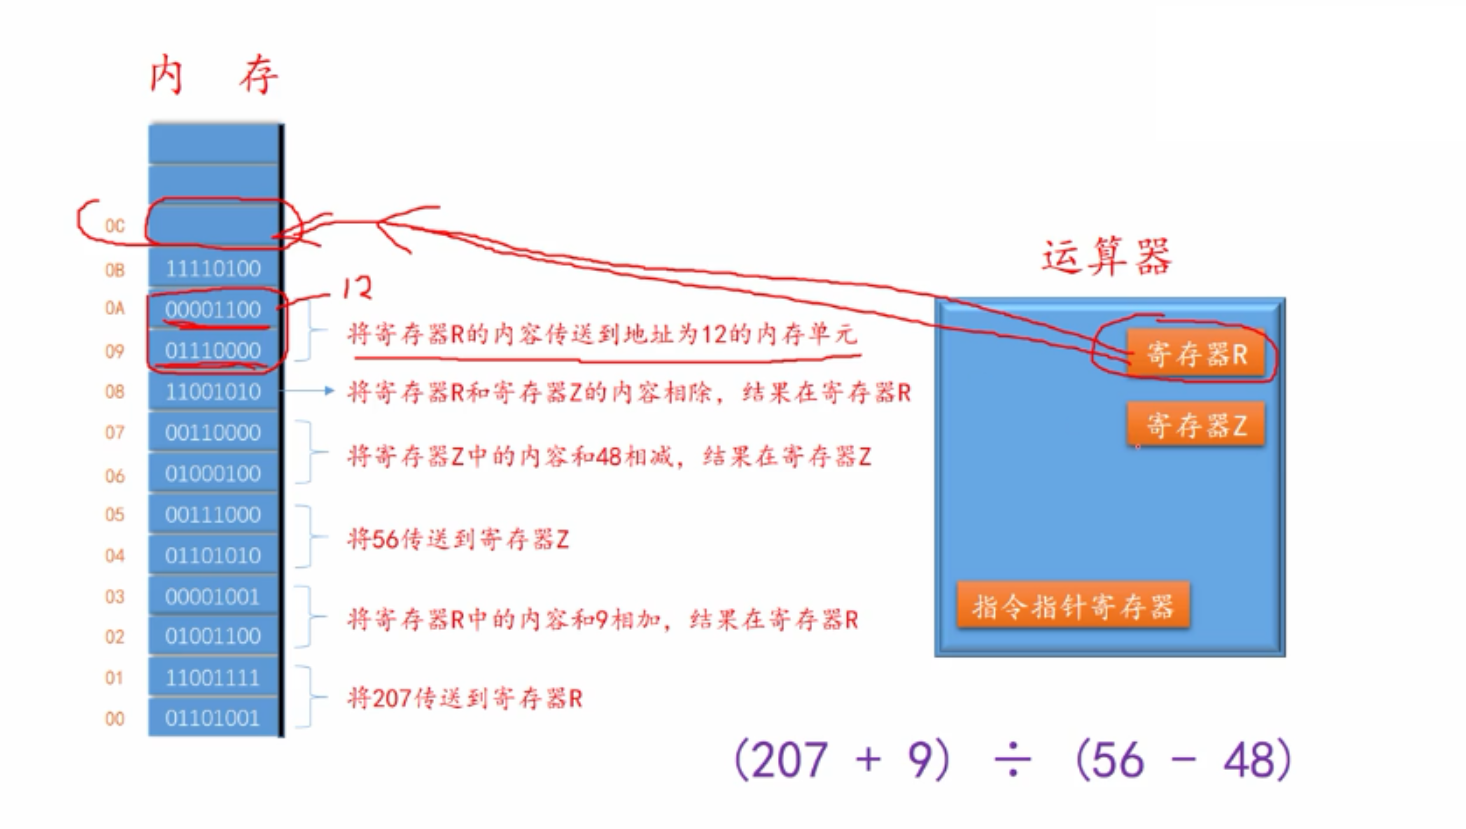 内 存
0C
0B 11110100
0A 00001100 12
将寄存器R的内容传送到地址为12的内存单元
09 01110000
08 11001010 将寄存器R和寄存器Z的内容相除，结果在寄存器R
07 00110000
将寄存器Z中的内容和48相减，结果在寄存器Z
06 01000100
05 00111000
将56传送到寄存器Z
04 01101010
03 00001001
将寄存器R中的内容和9相加，结果在寄存器R
02 01001100
01 11001111
将207传送到寄存器R
00 01101001
运算器
寄存器R
寄存器Z
指令指针寄存器
(207 + 9) ÷ (56 - 48)